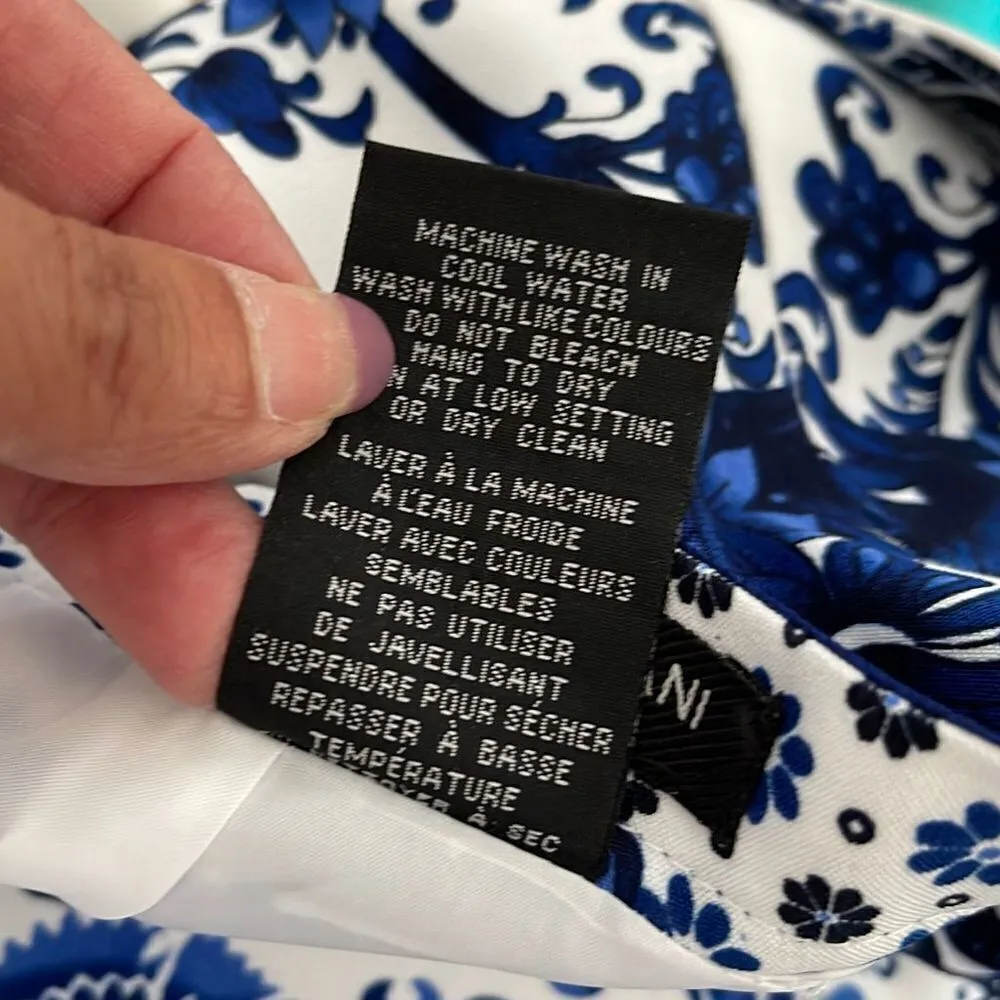 MACHINE WASH IN
COOL WATER
WASH WITH LIKE COLOURS
DO NOT BLEACH
HANG TO DRY
AT LOW SETTING
OR DRY CLEAN
LAVER À LA MACHINE
À L'EAU FROIDE
LAVER AVEC COULEURS
SEMBLABLES
NE PAS UTILISER
DE JAVELLISANT
SUSPENDRE POUR SÉCHER
REPASSER À BASSE
TEMPÉRATURE
À SEC